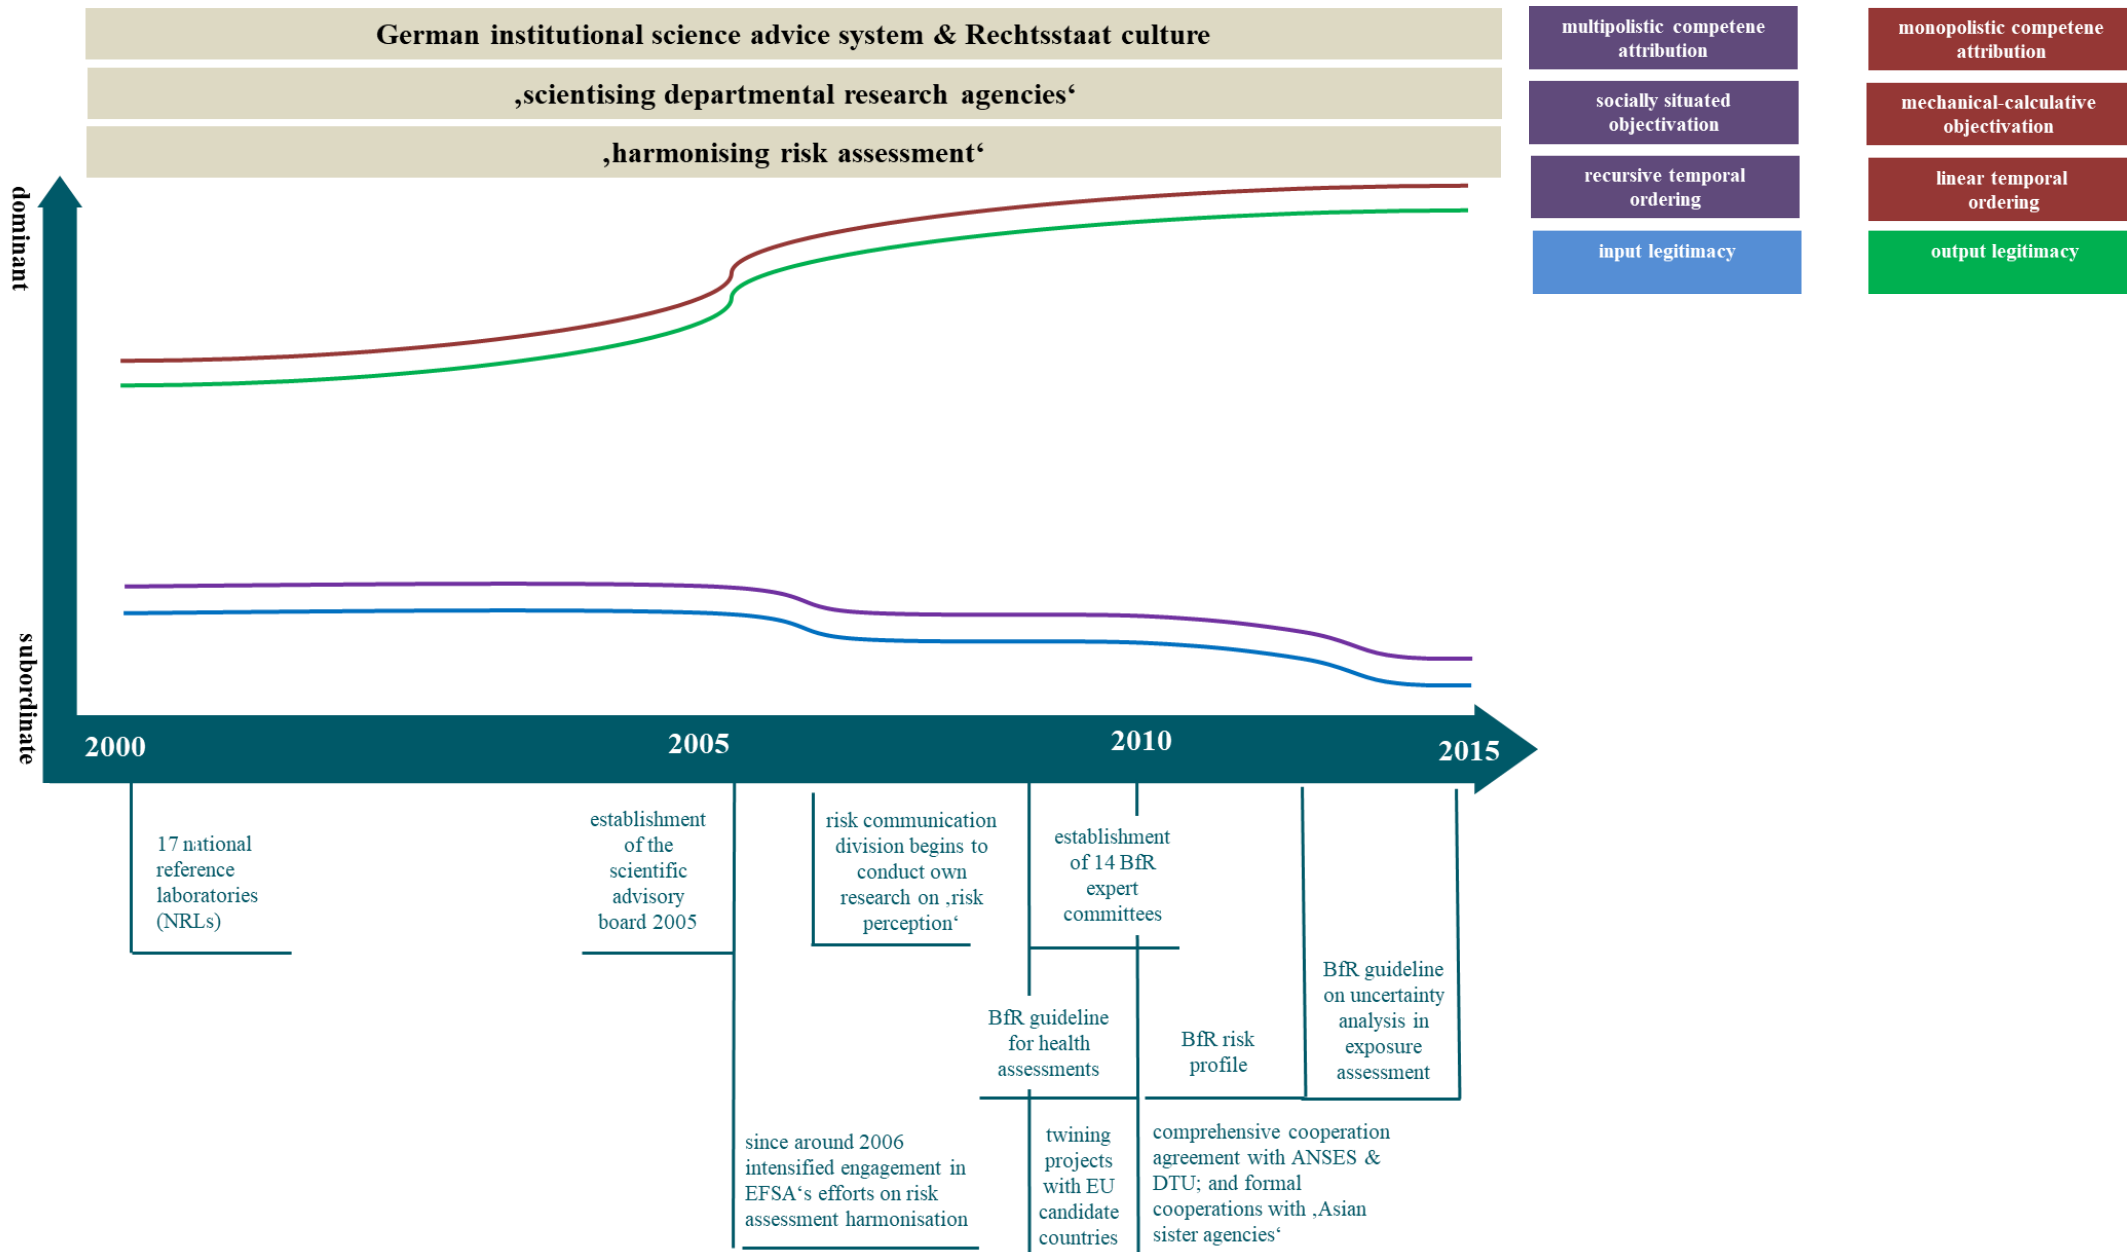 German institutional science advice system & Rechtsstaat culture
‚scientising departmental research agencies‘
‚harmonising risk assessment‘
multipolistic competene
attribution
monopolistic competene
attribution
socially situated
objectivation
mechanical-calculative
objectivation
recursive temporal
ordering
linear temporal
ordering
input legitimacy
output legitimacy
dominant
subordinate
2000
2005
2010
2015
17 national
reference
laboratories
(NRLs)
establishment
of the
scientific
advisory
board 2005
risk communication
division begins to
conduct own
research on ‚risk
perception‘
establishment
of 14 BfR
expert
committees
BfR guideline
for health
assessments
BfR risk
profile
BfR guideline
on uncertainty
analysis in
exposure
assessment
since around 2006
intensified engagement in
EFSA‘s efforts on risk
assessment harmonisation
twining
projects
with EU
candidate
countries
comprehensive cooperation
agreement with ANSES &
DTU; and formal
cooperations with ‚Asian
sister agencies‘